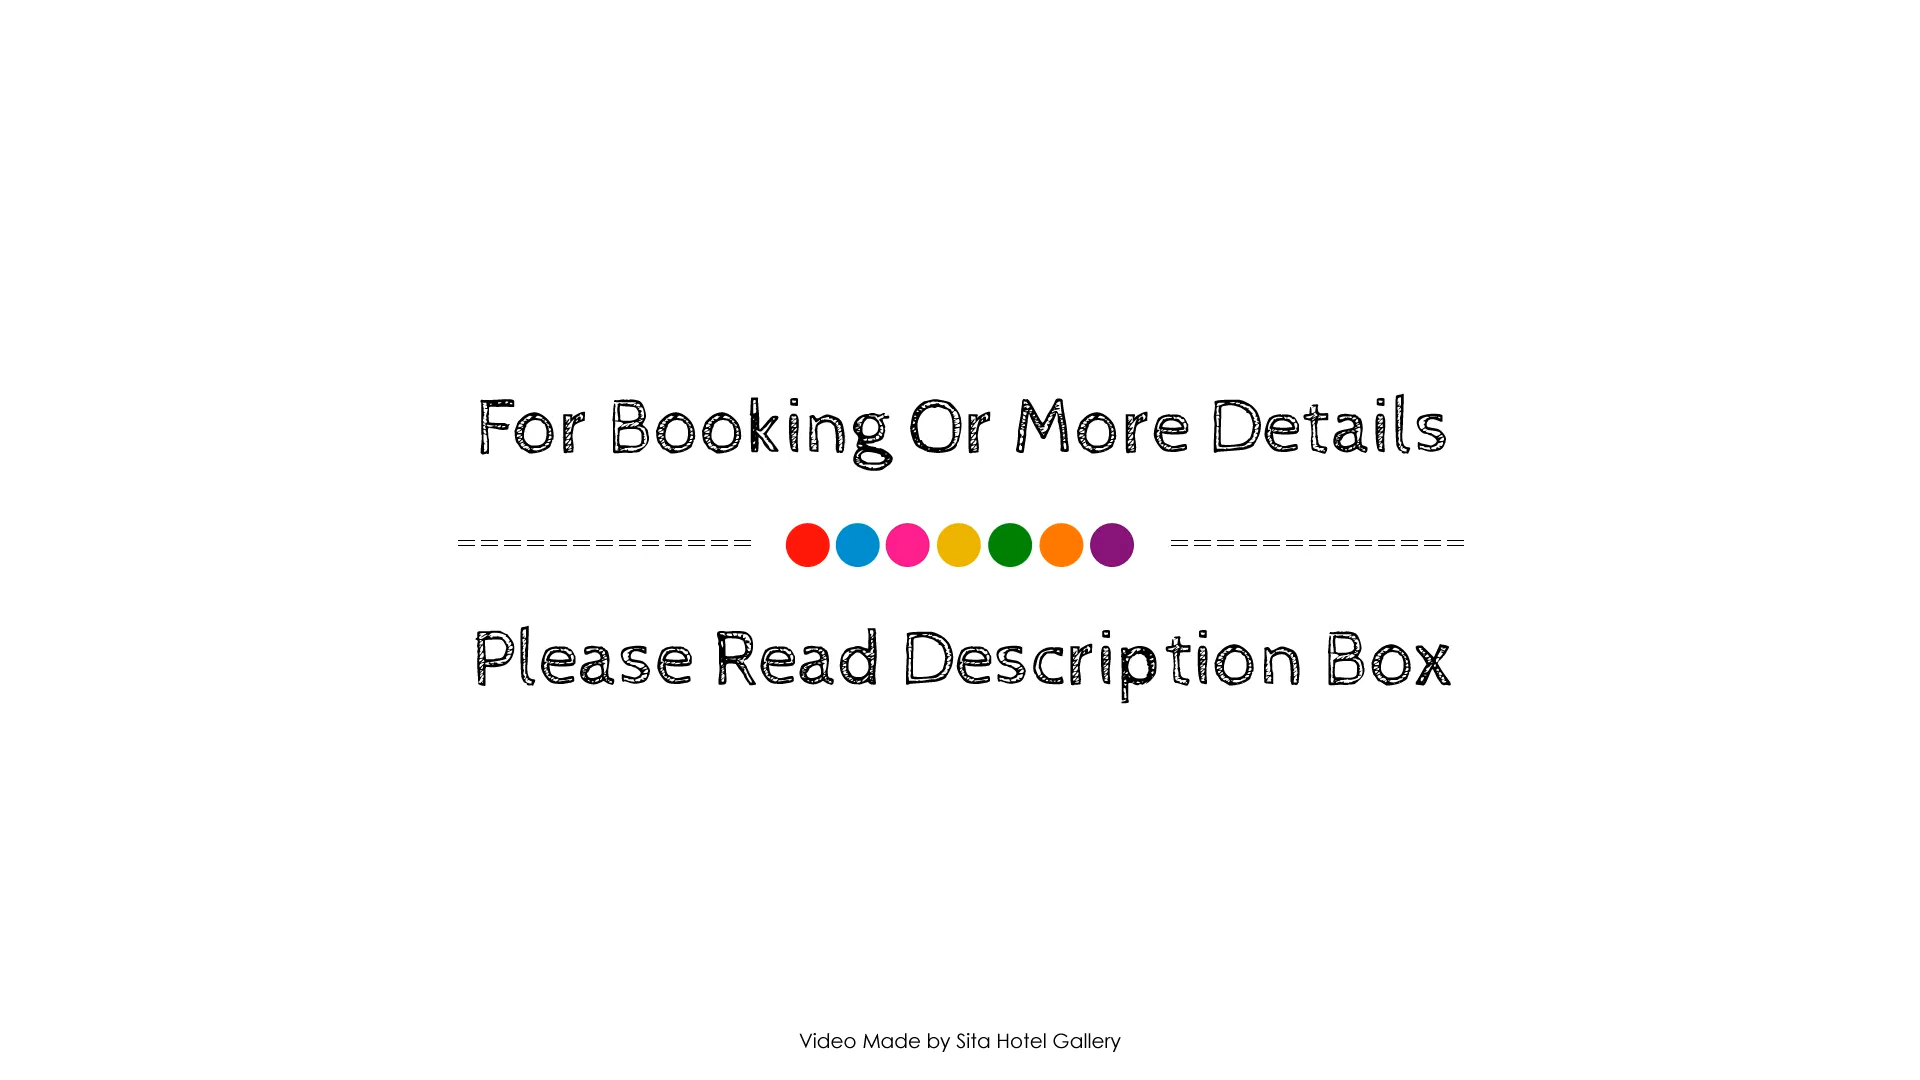 For Booking Or More Details
============= =============
Please Read Description Box
Video Made by Sita Hotel Gallery